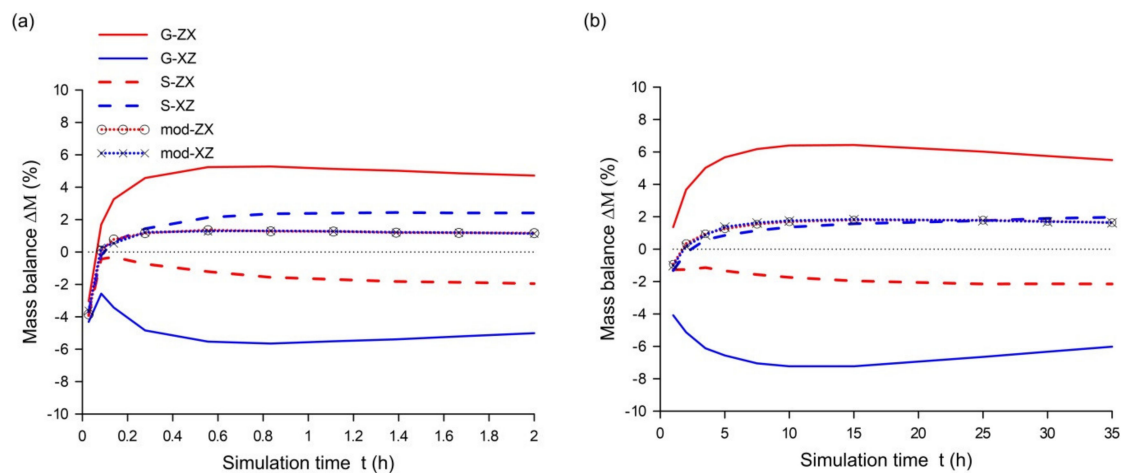 (a)
(b)
G-ZX
G-XZ
S-ZX
S-XZ
mod-ZX
mod-XZ
Mass balance ΔM (%)
10
8
6
4
2
0
-2
-4
-6
-8
-10
0 0.2 0.4 0.6 0.8 1 1.2 1.4 1.6 1.8 2
Simulation time t (h)
Mass balance ΔM (%)
10
8
6
4
2
0
-2
-4
-6
-8
-10
0 5 10 15 20 25 30 35
Simulation time t (h)